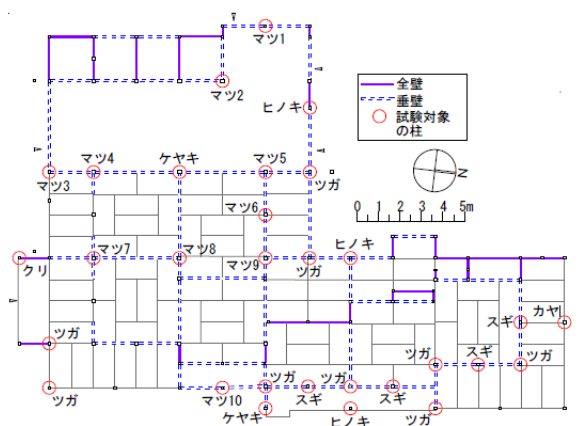 マツ1
全壁
垂壁
試験対象
の柱
マツ2
ヒノキ
N
マツ4
ケヤキ
マツ5
マツ3
ツガ
0 1 2 3 4 5m
マツ6
ヒノキ
マツ7
マツ8
マツ9
ツガ
クリ
カヤ
スギ
ツガ
ツガ
スギ
ツガ
ツガ
マツ10
ツガ
スギ
ツガ
スギ
ケヤキ
ヒノキ
ツガ